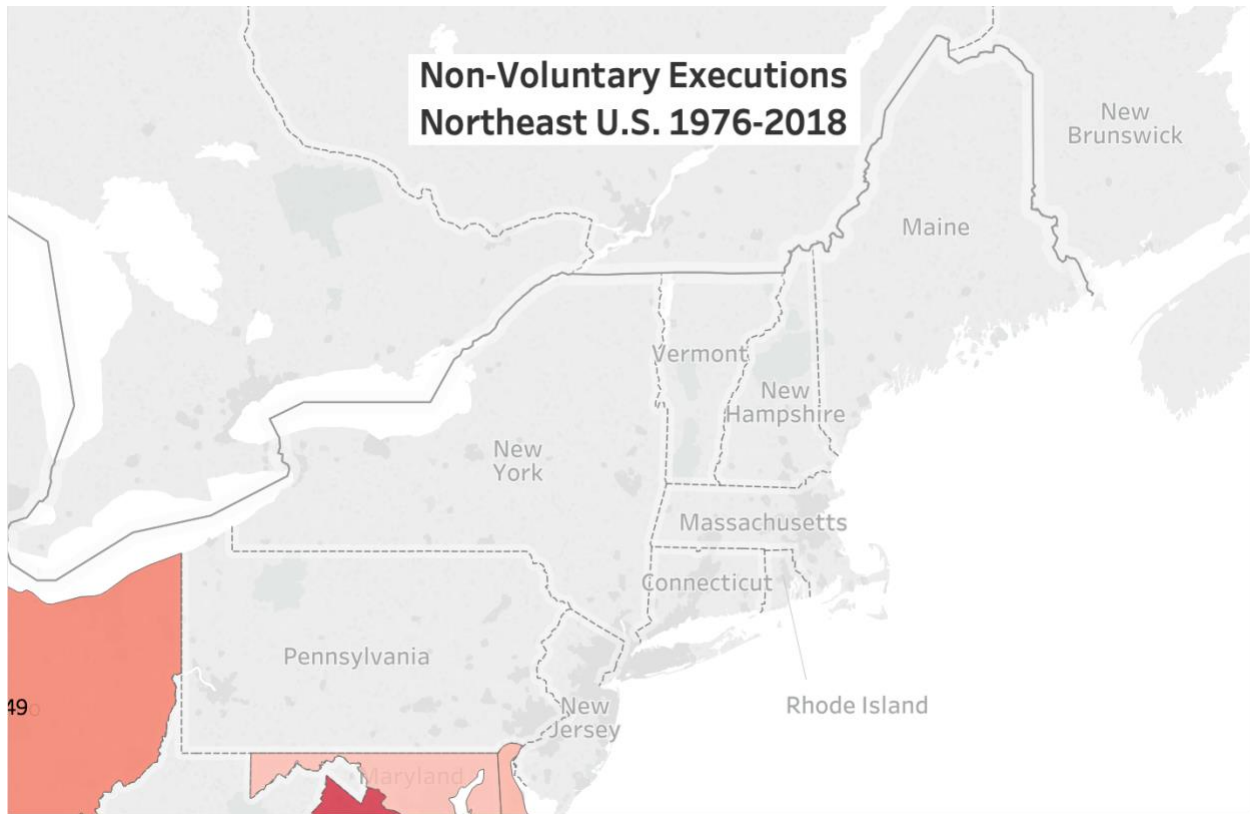 Non-Voluntary Executions
Northeast U.S. 1976-2018
New
Brunswick
Maine
Vermont
New
Hampshire
New
York
Massachusetts
Connecticut
Pennsylvania
Rhode Island
49o
New
Jersey
Maryland